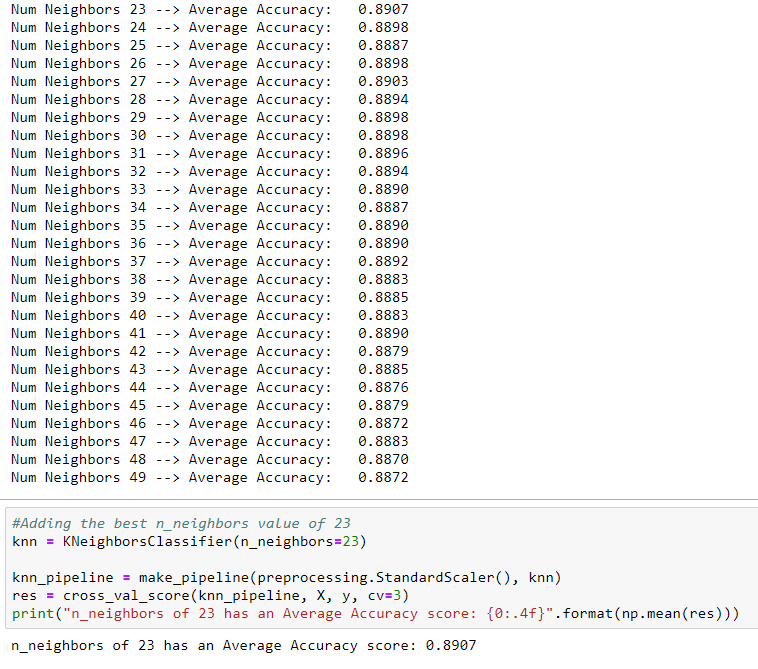 Num Neighbors 23 --> Average Accuracy:   0.8907
Num Neighbors 24 --> Average Accuracy:   0.8898
Num Neighbors 25 --> Average Accuracy:   0.8887
Num Neighbors 26 --> Average Accuracy:   0.8898
Num Neighbors 27 --> Average Accuracy:   0.8903
Num Neighbors 28 --> Average Accuracy:   0.8894
Num Neighbors 29 --> Average Accuracy:   0.8898
Num Neighbors 30 --> Average Accuracy:   0.8898
Num Neighbors 31 --> Average Accuracy:   0.8896
Num Neighbors 32 --> Average Accuracy:   0.8894
Num Neighbors 33 --> Average Accuracy:   0.8890
Num Neighbors 34 --> Average Accuracy:   0.8887
Num Neighbors 35 --> Average Accuracy:   0.8890
Num Neighbors 36 --> Average Accuracy:   0.8890
Num Neighbors 37 --> Average Accuracy:   0.8892
Num Neighbors 38 --> Average Accuracy:   0.8883
Num Neighbors 39 --> Average Accuracy:   0.8885
Num Neighbors 40 --> Average Accuracy:   0.8883
Num Neighbors 41 --> Average Accuracy:   0.8890
Num Neighbors 42 --> Average Accuracy:   0.8879
Num Neighbors 43 --> Average Accuracy:   0.8885
Num Neighbors 44 --> Average Accuracy:   0.8876
Num Neighbors 45 --> Average Accuracy:   0.8879
Num Neighbors 46 --> Average Accuracy:   0.8872
Num Neighbors 47 --> Average Accuracy:   0.8883
Num Neighbors 48 --> Average Accuracy:   0.8870
Num Neighbors 49 --> Average Accuracy:   0.8872
#Adding the best n_neighbors value of 23
knn = KNeighborsClassifier(n_neighbors=23)
knn_pipeline = make_pipeline(preprocessing.StandardScaler(), knn)
res = cross_val_score(knn_pipeline, X, y, cv=3)
print("n_neighbors of 23 has an Average Accuracy score: {0:.4f}".format(np.mean(res)))
n_neighbors of 23 has an Average Accuracy score: 0.8907